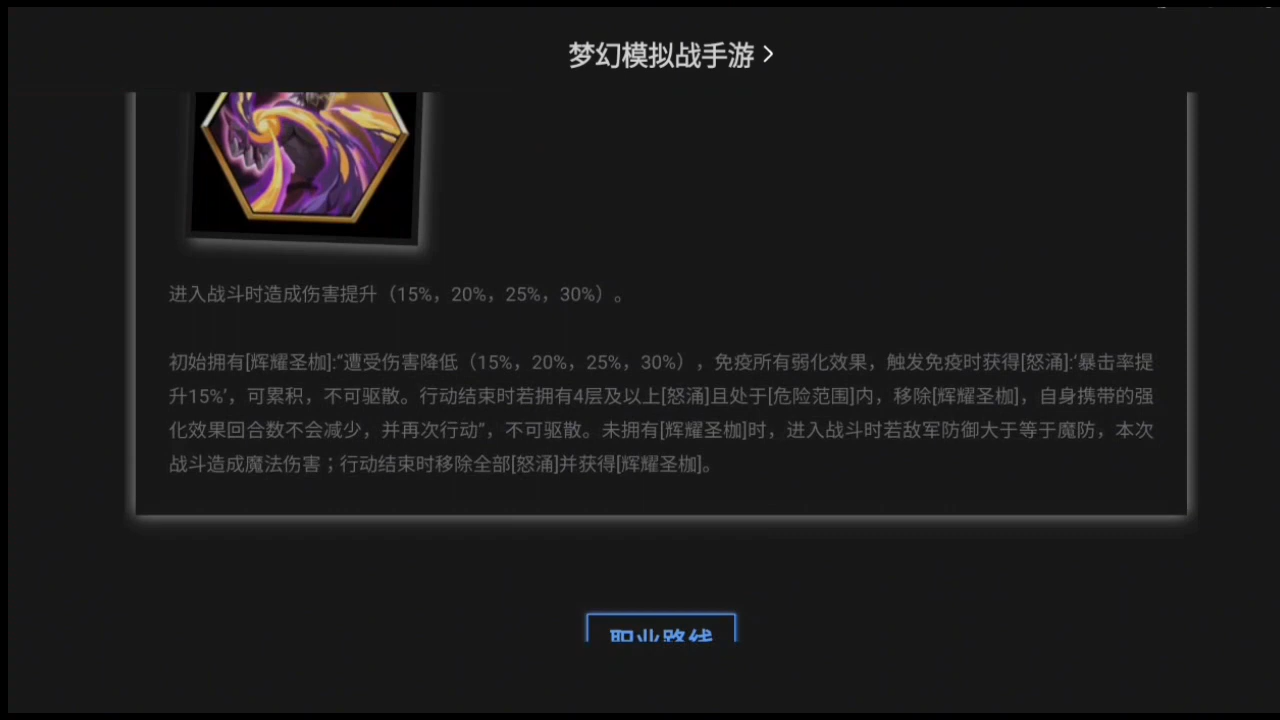 梦幻模拟战手游 >
进入战斗时造成伤害提升（15%，20%，25%，30%）。
初始拥有[辉耀圣枷]:“遭受伤害降低（15%，20%，25%，30%），免疫所有弱化效果，触发免疫时获得[怒涌]:‘暴击率提
升15%’，可累积，不可驱散。行动结束时若拥有4层及以上[怒涌]且处于[危险范围]内，移除[辉耀圣枷]，自身携带的强
化效果回合数不会减少，并再次行动”，不可驱散。未拥有[辉耀圣枷]时，进入战斗时若敌军防御大于等于魔防，本次
战斗造成魔法伤害；行动结束时移除全部[怒涌]并获得[辉耀圣枷]。
职业路线